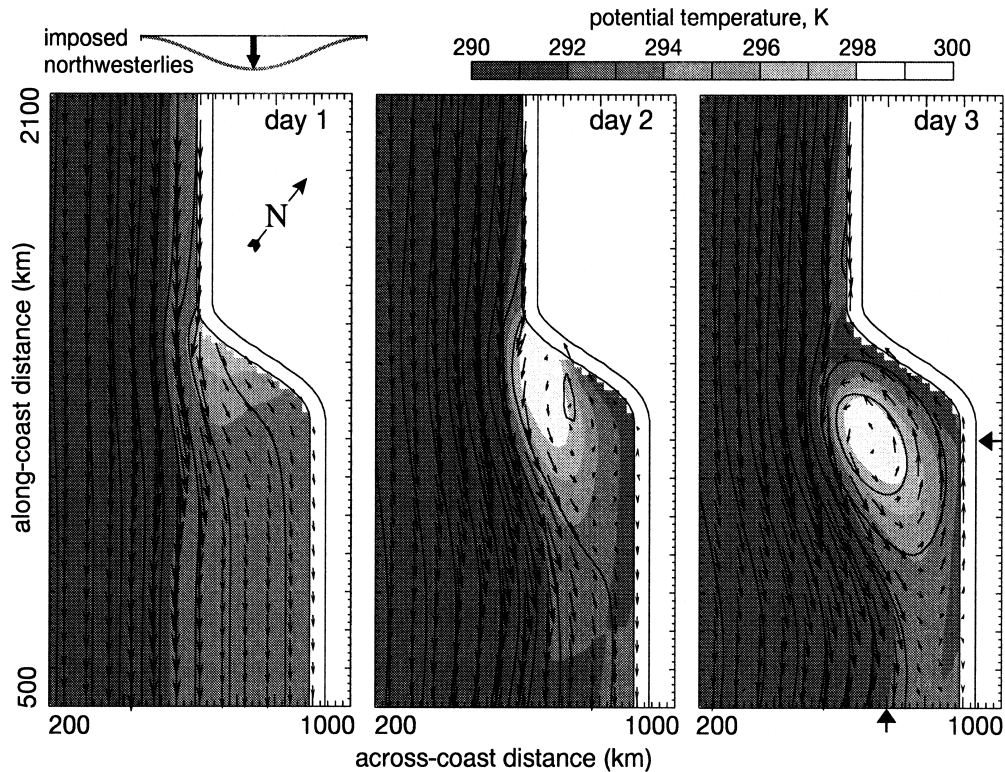 imposed
northwesterlies
potential temperature, K
290 292 294 296 298 300
day 1
day 2
day 3
N
2100
along-coast distance (km)
500
200 1000
200 1000
200 1000
across-coast distance (km)